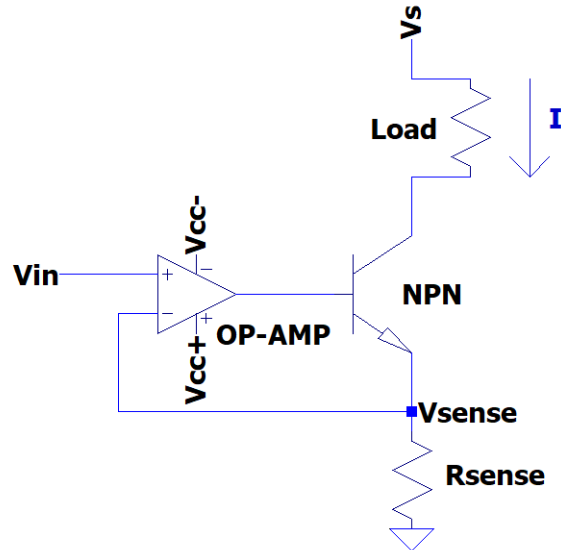 Vs
Load
I
Vcc-
Vin
+
-
-
+
NPN
OP-AMP
Vcc+
Vsense
Rsense